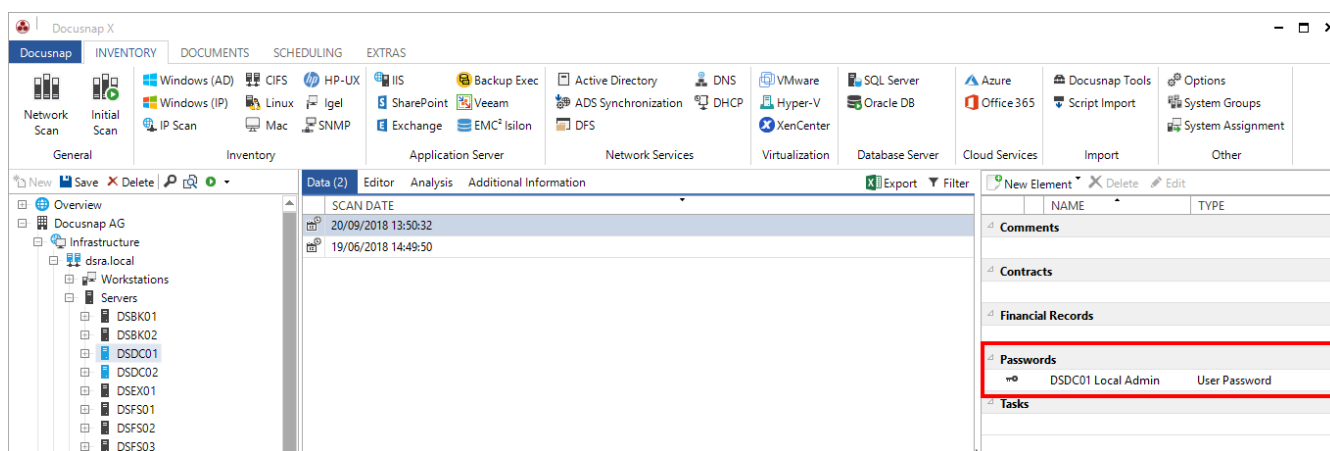 Docusnap X
Docusnap INVENTORY DOCUMENTS SCHEDULING EXTRAS
Windows (AD) CIFS HP-UX IIS Backup Exec Active Directory DNS VMware SQL Server Azure Docusnap Tools Options
Network Scan Initial Scan Windows (IP) Linux Igel SharePoint Veeam ADS Synchronization DHCP Hyper-V Oracle DB Office 365 Script Import System Groups
IP Scan Mac SNMP Exchange EMC² Isilon DFS XenCenter System Assignment
General Inventory Application Server Network Services Virtualization Database Server Cloud Services Import Other
New Save Delete Data (2) Editor Analysis Additional Information Export Filter New Element Delete Edit
Overview SCAN DATE NAME TYPE
Docusnap AG 20/09/2018 13:50:32 Comments
Infrastructure 19/06/2018 14:49:50
dsra.local Contracts
Workstations
Servers Financial Records
DSBK01
DSBK02
DSDC01 Passwords
DSDC02 DSDC01 Local Admin User Password
DSEX01
DSFS01 Tasks
DSFS02
DSFS03